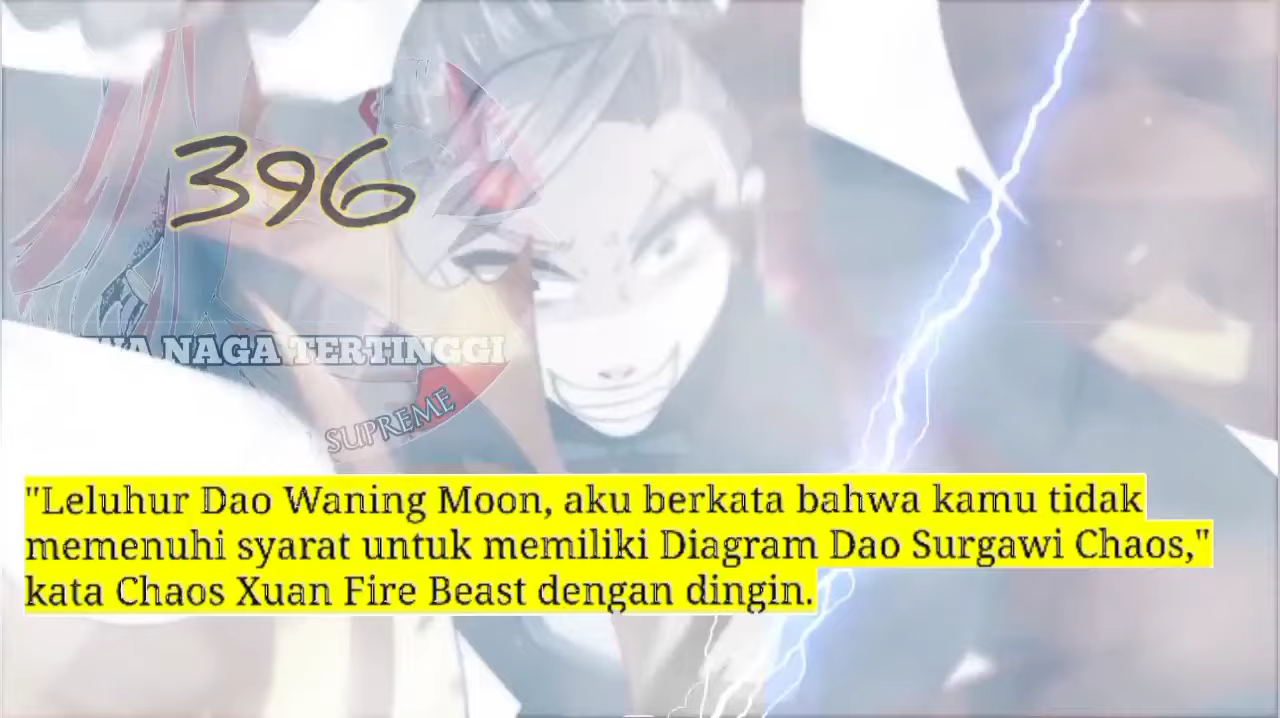 396
NAGA TERTINGGI
SUPREME
"Leluhur Dao Waning Moon, aku berkata bahwa kamu tidak
memenuhi syarat untuk memiliki Diagram Dao Surgawi Chaos,"
kata Chaos Xuan Fire Beast dengan dingin.